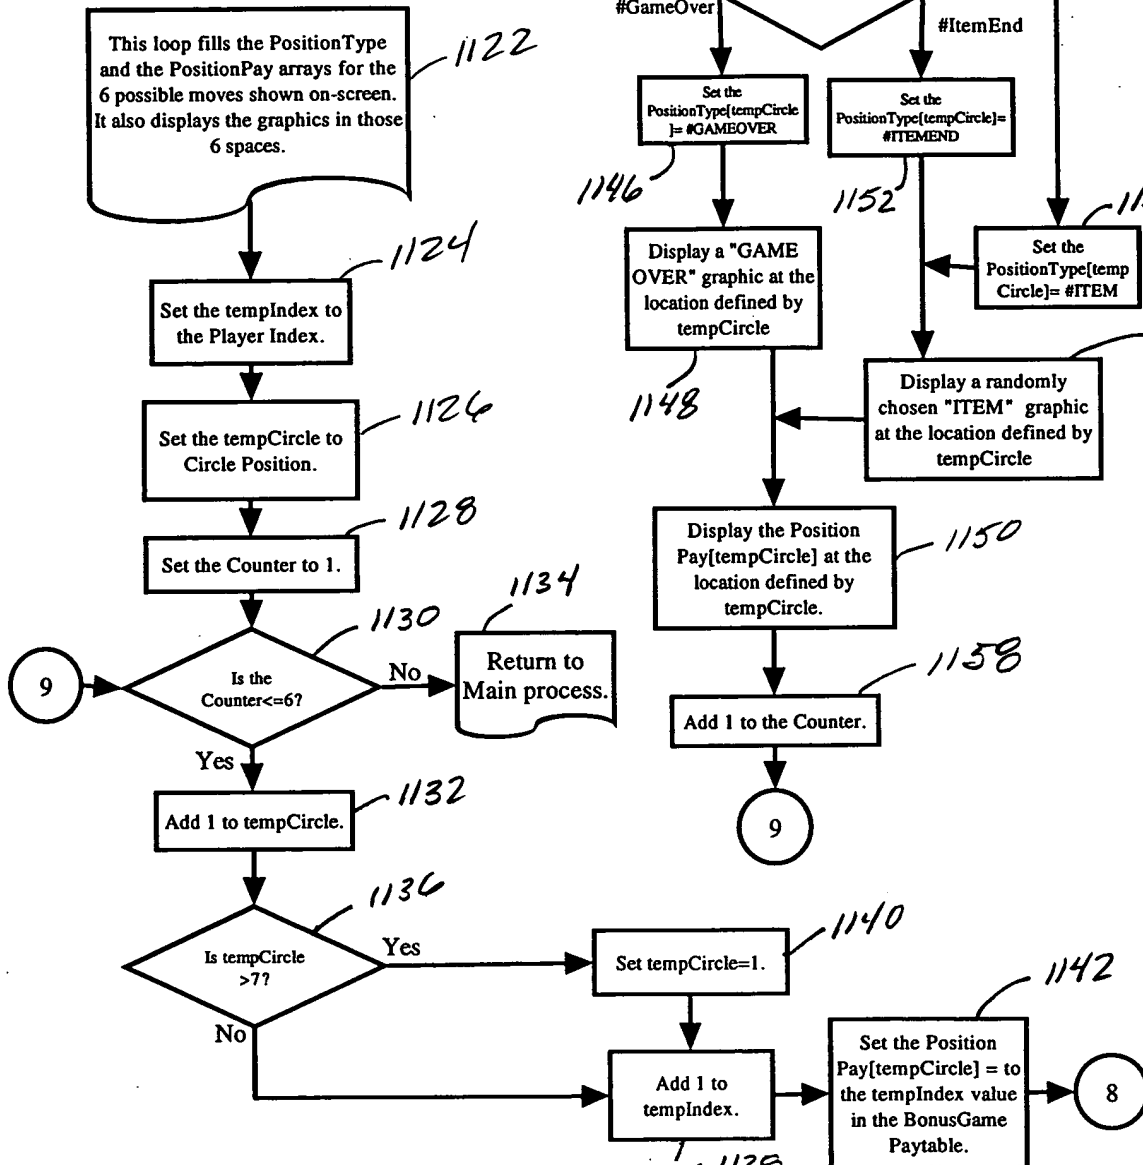 This loop fills the PositionType
and the PositionPay arrays for the
6 possible moves shown on-screen.
It also displays the graphics in those
6 spaces.
1122
1124
Set the tempIndex to
the Player Index.
1126
Set the tempCircle to
Circle Position.
1128
Set the Counter to 1.
1130
9
Is the
Counter<=6?
No
1134
Return to
Main process.
Yes
1132
Add 1 to tempCircle.
1136
Is tempCircle
>7?
Yes
No
1140
Set tempCircle=1.
Add 1 to
tempIndex.
1142
Set the Position
Pay[tempCircle] = to
the tempIndex value
in the BonusGame
Paytable.
8
#GameOver
#ItemEnd
Set the
PositionType[tempCircle
]= #GAMEOVER
1146
Set the
PositionType[tempCircle]=
#ITEMEND
1152
Display a "GAME
OVER" graphic at the
location defined by
tempCircle
1148
Set the
PositionType[temp
Circle]= #ITEM
Display a randomly
chosen "ITEM" graphic
at the location defined by
tempCircle
Display the Position
Pay[tempCircle] at the
location defined by
tempCircle.
1150
1158
Add 1 to the Counter.
9